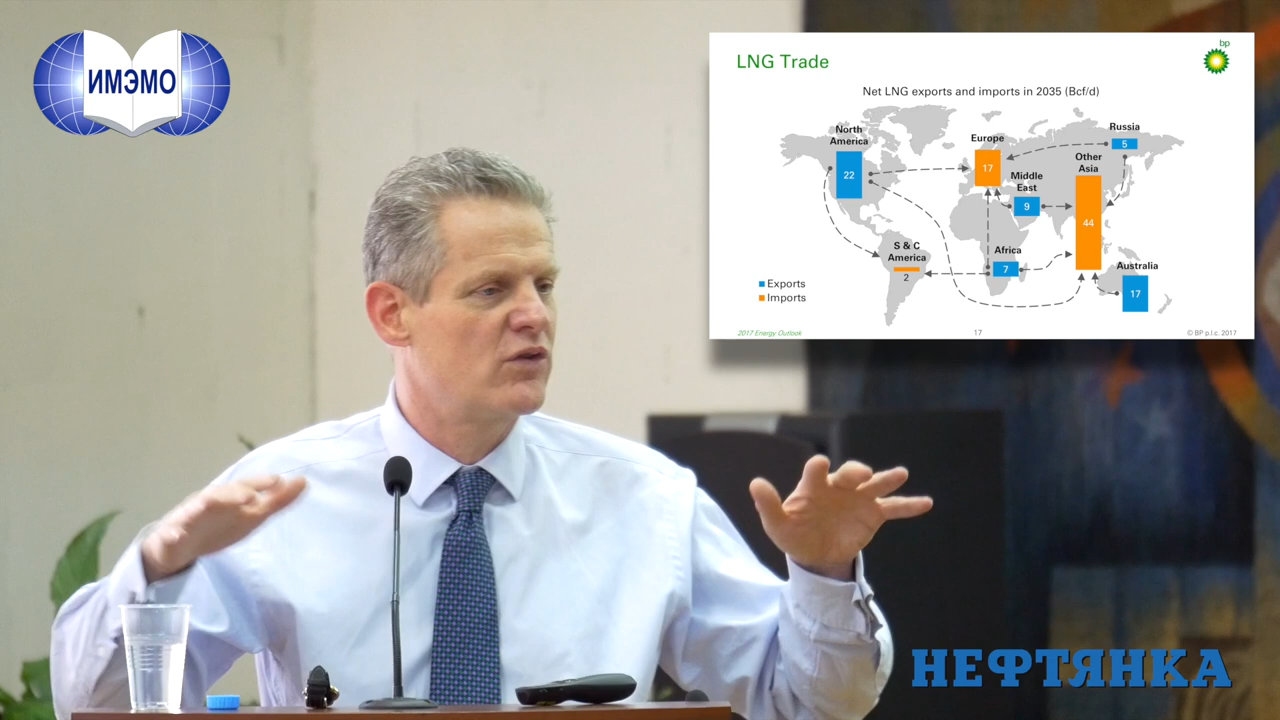 ИМЭМО
bp
LNG Trade
Net LNG exports and imports in 2035 (Bcf/d)
North
America
22
Europe
17
Russia
5
Other
Asia
44
Middle
East
9
S & C
America
2
Africa
7
Australia
17
Exports
Imports
2017 Energy Outlook
17
© BP p.l.c. 2017
НЕФТЯНКА